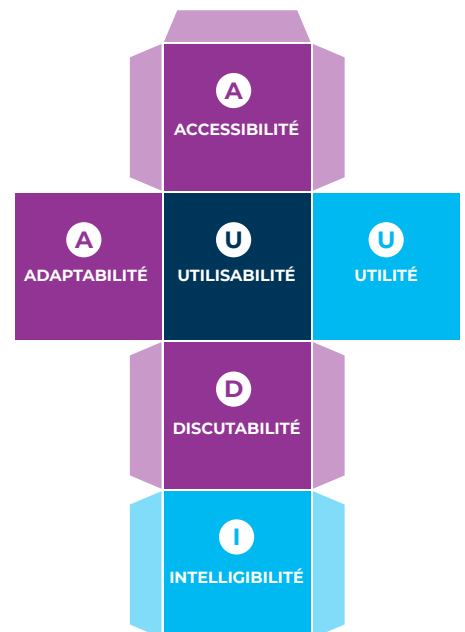 A
ACCESSIBILITÉ
A
ADAPTABILITÉ
U
UTILISABILITÉ
U
UTILITÉ
D
DISCUTABILITÉ
I
INTELLIGIBILITÉ